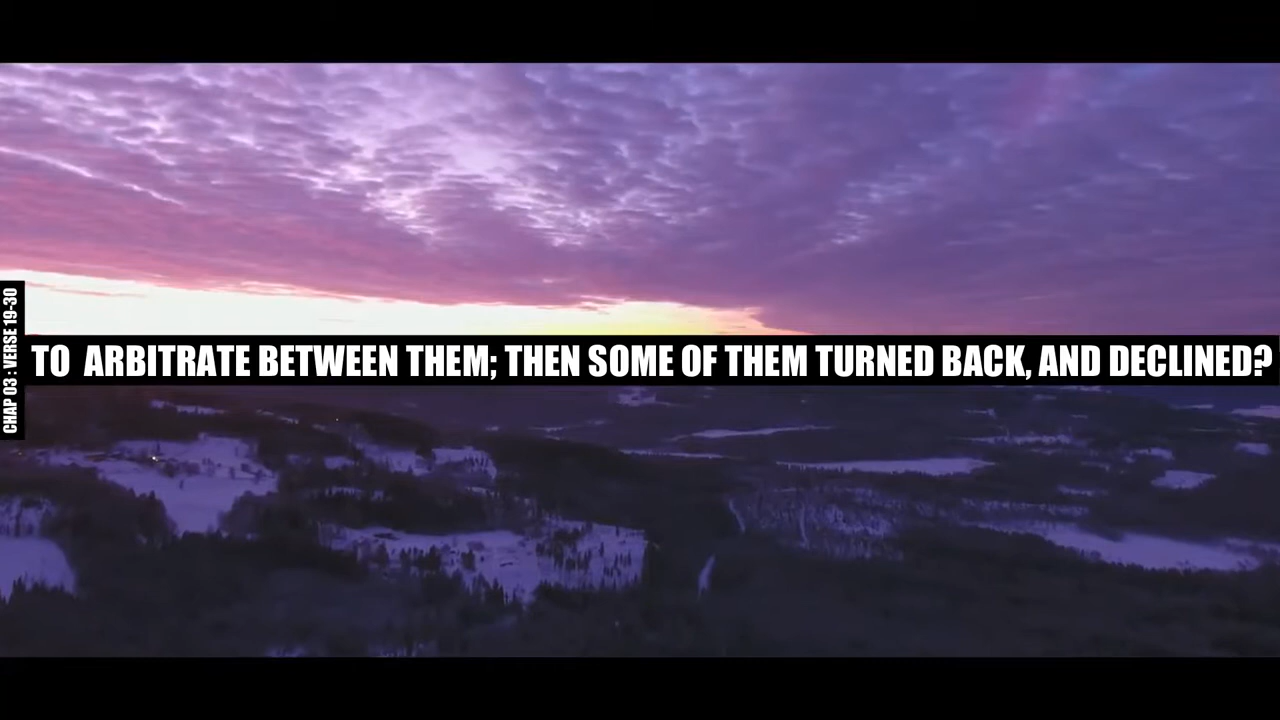 CHAP 03 : VERSE 19-30
TO ARBITRATE BETWEEN THEM; THEN SOME OF THEM TURNED BACK, AND DECLINED?